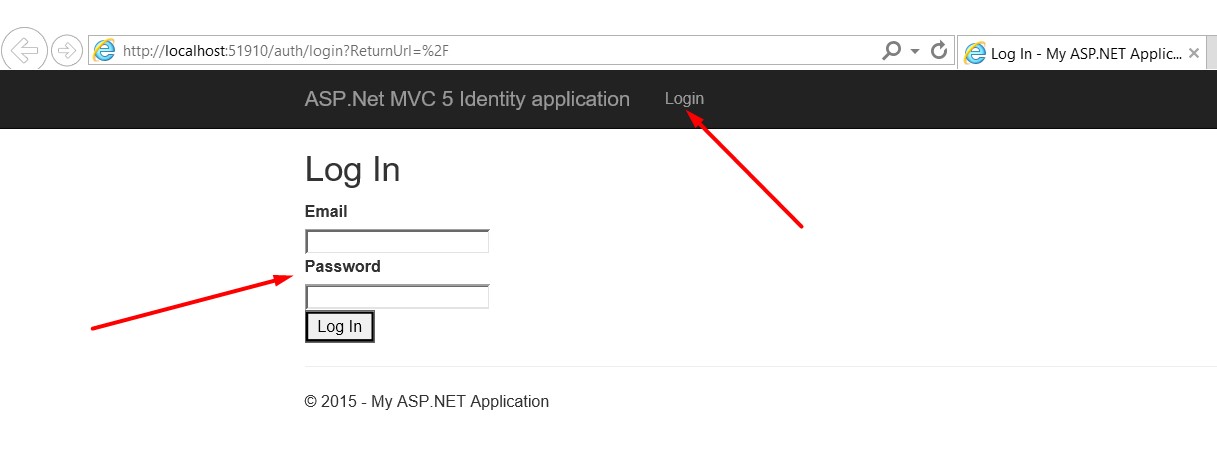 http://localhost:51910/auth/login?ReturnUrl=%2F
Log In - My ASP.NET Applic...
ASP.Net MVC 5 Identity application
Login
Log In
Email
Password
Log In
© 2015 - My ASP.NET Application